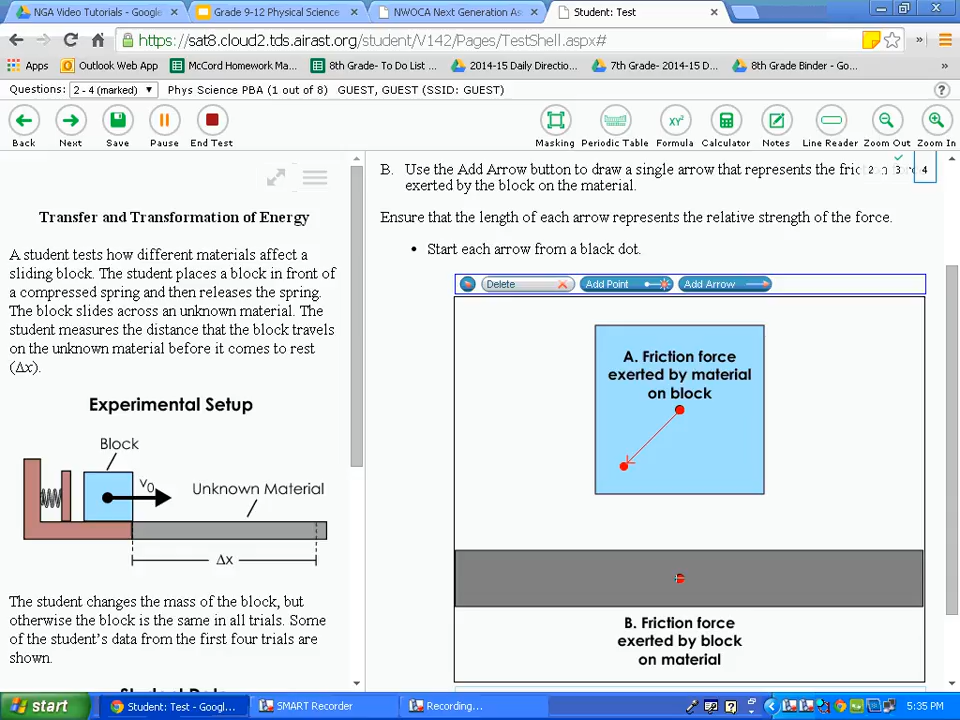 NGA Video Tutorials - Google
Grade 9-12 Physical Science
NWOCA Next Generation As
Student: Test
https://sat8.cloud2.tds.airast.org/student/V142/Pages/TestShell.aspx#
Apps
Outlook Web App
McCord Homework Ma...
8th Grade- To Do List ...
2014-15 Daily Directio...
7th Grade- 2014-15 D...
8th Grade Binder - Go...
Questions: 2 - 4 (marked)
Phys Science PBA (1 out of 8)
GUEST, GUEST (SSID: GUEST)
Back
Next
Save
Pause
End Test
Masking
Periodic Table
Formula
Calculator
Notes
Line Reader
Zoom Out
Zoom In
Transfer and Transformation of Energy
A student tests how different materials affect a
sliding block. The student places a block in front of
a compressed spring and then releases the spring.
The block slides across an unknown material. The
student measures the distance that the block travels
on the unknown material before it comes to rest
(Δx).
Experimental Setup
Block
v0
Unknown Material
Δx
The student changes the mass of the block, but
otherwise the block is the same in all trials. Some
of the student's data from the first four trials are
shown.
B. Use the Add Arrow button to draw a single arrow that represents the
2 3 4
exerted by the block on the material.
Ensure that the length of each arrow represents the relative strength of the force.
• Start each arrow from a black dot.
Delete
Add Point
Add Arrow
A. Friction force
exerted by material
on block
B. Friction force
exerted by block
on material
start
Student: Test - Googl...
SMART Recorder
Recording...
5:35 PM